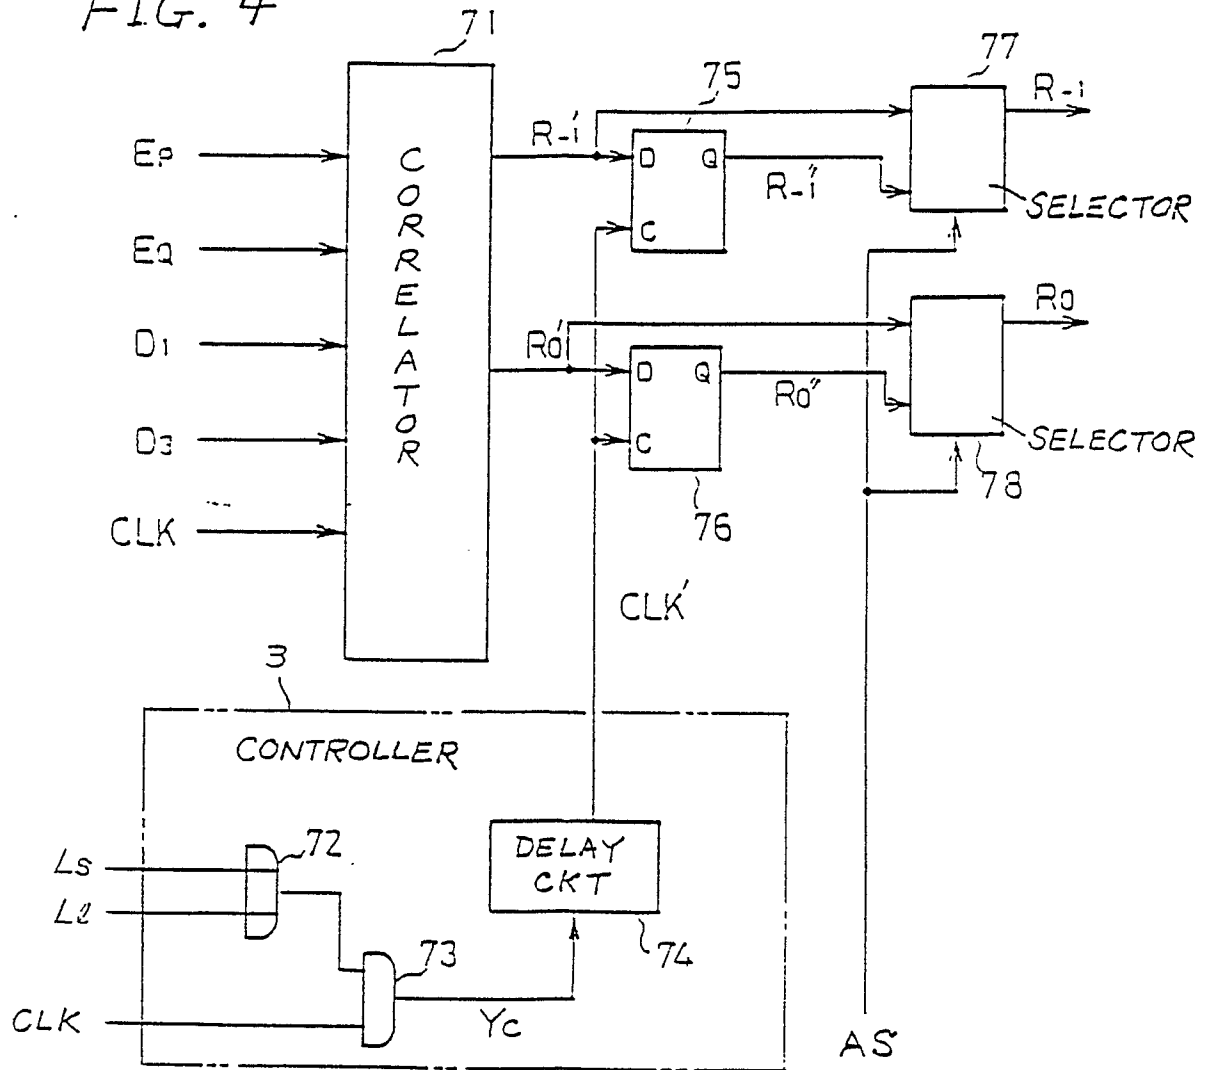 FIG. 4
71
77
75
R-1
R-1'
EP
D Q
R-1"
C
SELECTOR
EQ
CORRELATOR
R0
R0'
D1
D Q
R0"
C
SELECTOR
D3
78
76
CLK
CLK'
3
CONTROLLER
72
DELAY
CKT
LS
Ll
73
74
YC
CLK
AS